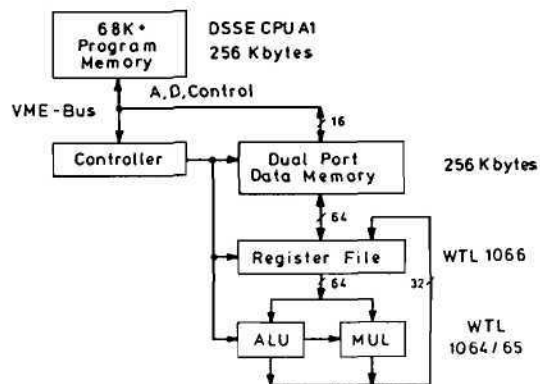 68K+
Program
Memory
DSSE CPU A1
256 Kbytes
A,D,Control
VME-Bus
16
Controller
Dual Port
Data Memory
256 Kbytes
64
Register File
WTL 1066
64
32
ALU
MUL
WTL
1064/65